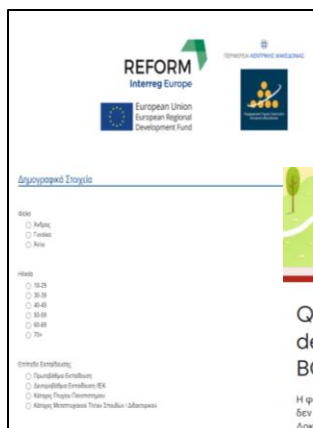 REFORM
Interreg Europe
ΠΕΡΙΦΕΡΕΙΑ ΚΕΝΤΡΙΚΗΣ ΜΑΚΕΔΟΝΙΑΣ
European Union
European Regional
Development Fund
Δημογραφικά Στοιχεία
Φύλο
Άνδρας
Γυναίκα
Άλλο
Ηλικία
18-29
30-39
40-49
50-59
60-69
70+
Επίπεδο Εκπαίδευσης
Πρωτοβάθμια Εκπαίδευση
Δευτεροβάθμια Εκπαίδευση /ΙΕΚ
Κάτοχος Πτυχίου Πανεπιστημίου
Κάτοχος Μεταπτυχιακού Τίτλου Σπουδών / Διδακτορικού
Q
de
BC
Η φ
δεν